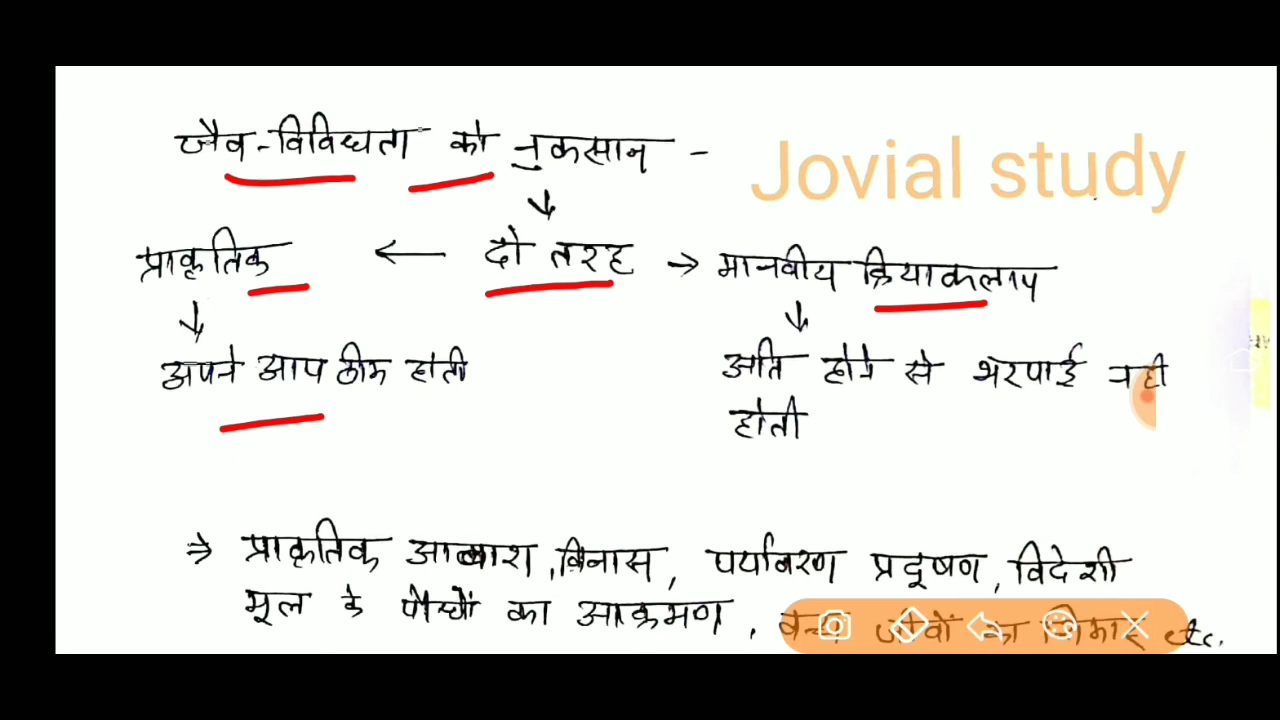 जैव-विविधता को नुकसान -
Jovial study
प्राकृतिक ← दो तरह → मानवीय क्रियाकलाप
अपने आप ठीक होती
अति होने से भरपाई नही
होती
⇒ प्राकृतिक आवास, विनास, पर्यावरण प्रदूषण, विदेशी
मूल के पौधों का आक्रमण, वन्य जीवों का शिकार etc.